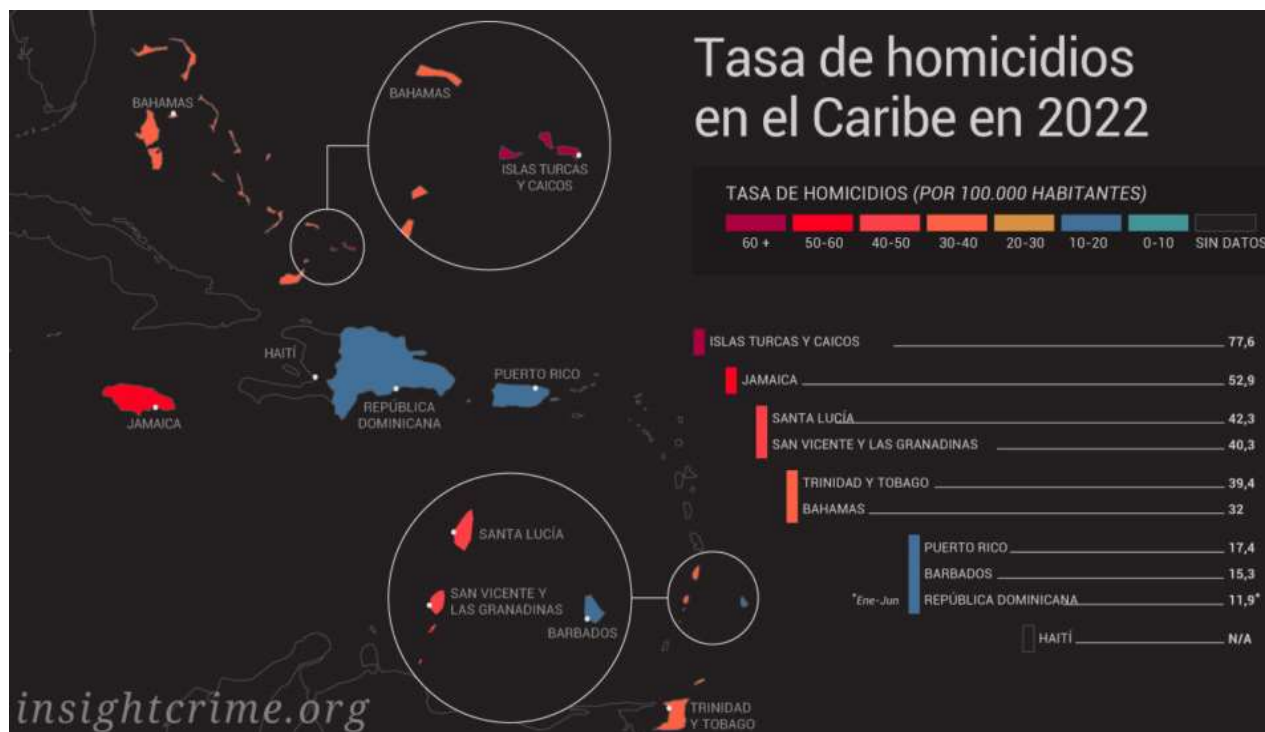 Tasa de homicidios
en el Caribe en 2022
TASA DE HOMICIDIOS (POR 100.000 HABITANTES)
60 + 50-60 40-50 30-40 20-30 10-20 0-10 SIN DATOS
BAHAMAS
BAHAMAS
ISLAS TURCAS
Y CAICOS
HAITÍ
PUERTO RICO
REPÚBLICA
DOMINICANA
JAMAICA
SANTA LUCÍA
SAN VICENTE Y
LAS GRANADINAS
BARBADOS
TRINIDAD
Y TOBAGO
ISLAS TURCAS Y CAICOS 77,6
JAMAICA 52,9
SANTA LUCÍA 42,3
SAN VICENTE Y LAS GRANADINAS 40,3
TRINIDAD Y TOBAGO 39,4
BAHAMAS 32
PUERTO RICO 17,4
BARBADOS 15,3
*Ene-Jun REPÚBLICA DOMINICANA 11,9*
HAITÍ N/A
insightcrime.org